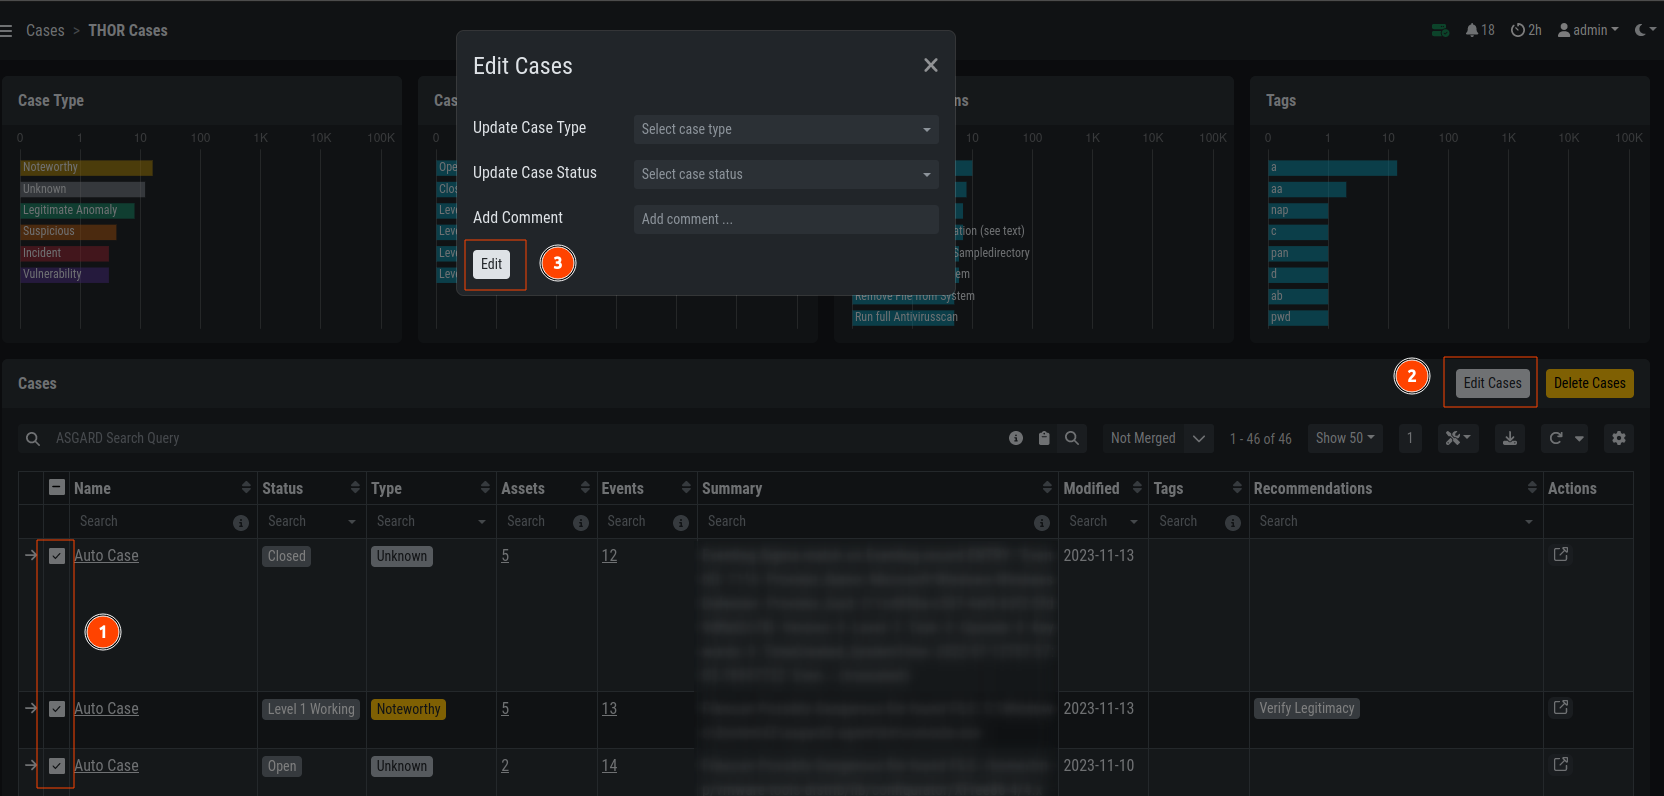 Cases > THOR Cases
18 2h admin
Edit Cases
Update Case Type Select case type
Update Case Status Select case status
Add Comment Add comment ...
Edit 3
Case Type
0 1 10 100 1K 10K 100K
Noteworthy
Unknown
Legitimate Anomaly
Suspicious
Incident
Vulnerability
Cas
0
Ope
Clos
Leve
Leve
Leve
Leve
ns
10 100 1K 10K 100K
ation (see text)
Sampledirectory
em
Remove File from System
Run full Antivirusscan
Tags
0 1 10 100 1K 10K 100K
a
aa
nap
c
pan
d
ab
pwd
Cases 2 Edit Cases Delete Cases
ASGARD Search Query Not Merged 1 - 46 of 46 Show 50 1
Name Status Type Assets Events Summary Modified Tags Recommendations Actions
Search Search Search Search Search Search Search Search Search
Auto Case Closed Unknown 5 12 2023-11-13
1
Auto Case Level 1 Working Noteworthy 5 13 2023-11-13 Verify Legitimacy
Auto Case Open Unknown 2 14 2023-11-10